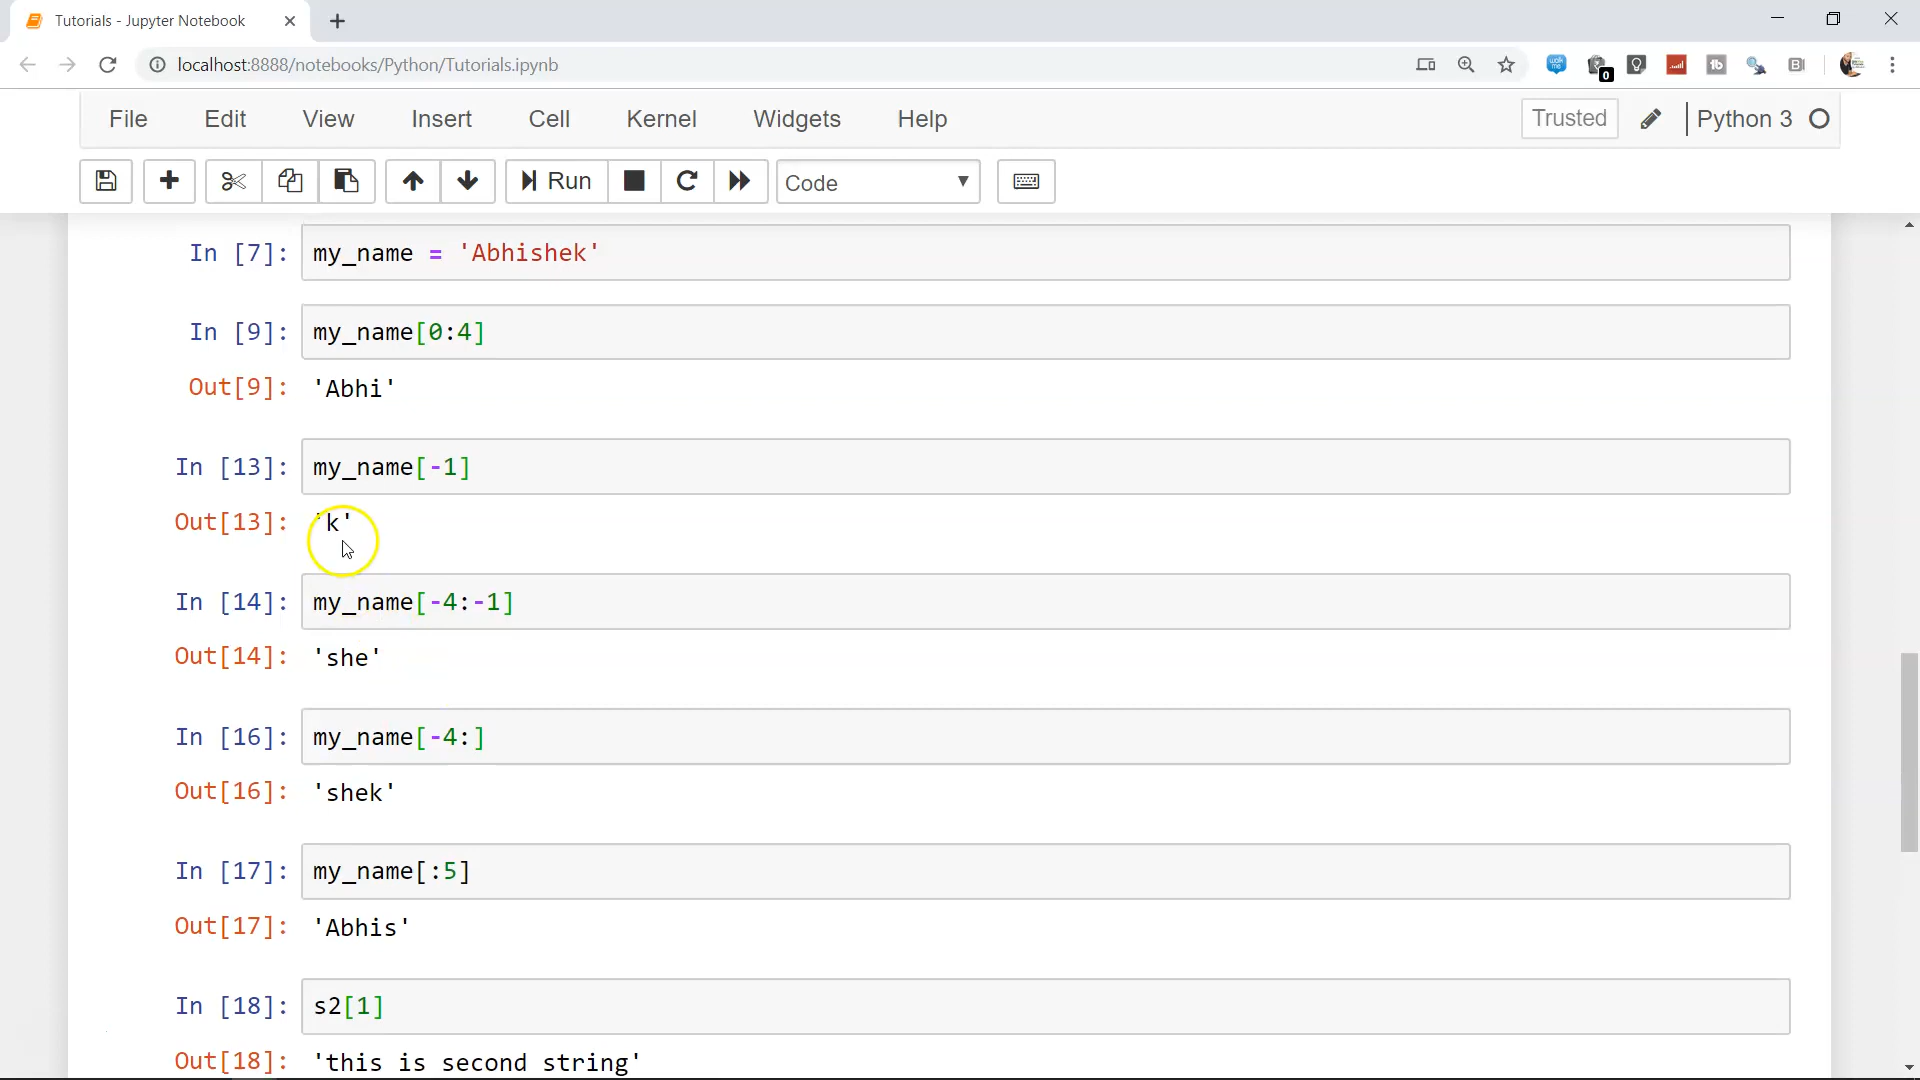 Tutorials - Jupyter Notebook
localhost:8888/notebooks/Python/Tutorials.ipynb
0
File Edit View Insert Cell Kernel Widgets Help Trusted Python 3
Run Code
In [7]: my_name = 'Abhishek'
In [9]: my_name[0:4]
Out[9]: 'Abhi'
In [13]: my_name[-1]
Out[13]: 'k'
In [14]: my_name[-4:-1]
Out[14]: 'she'
In [16]: my_name[-4:]
Out[16]: 'shek'
In [17]: my_name[:5]
Out[17]: 'Abhis'
In [18]: s2[1]
Out[18]: 'this is second string'